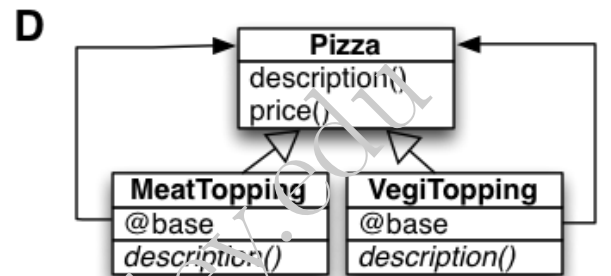 D
Pizza
description()
price()
MeatTopping
@base
description()
VegiTopping
@base
description()